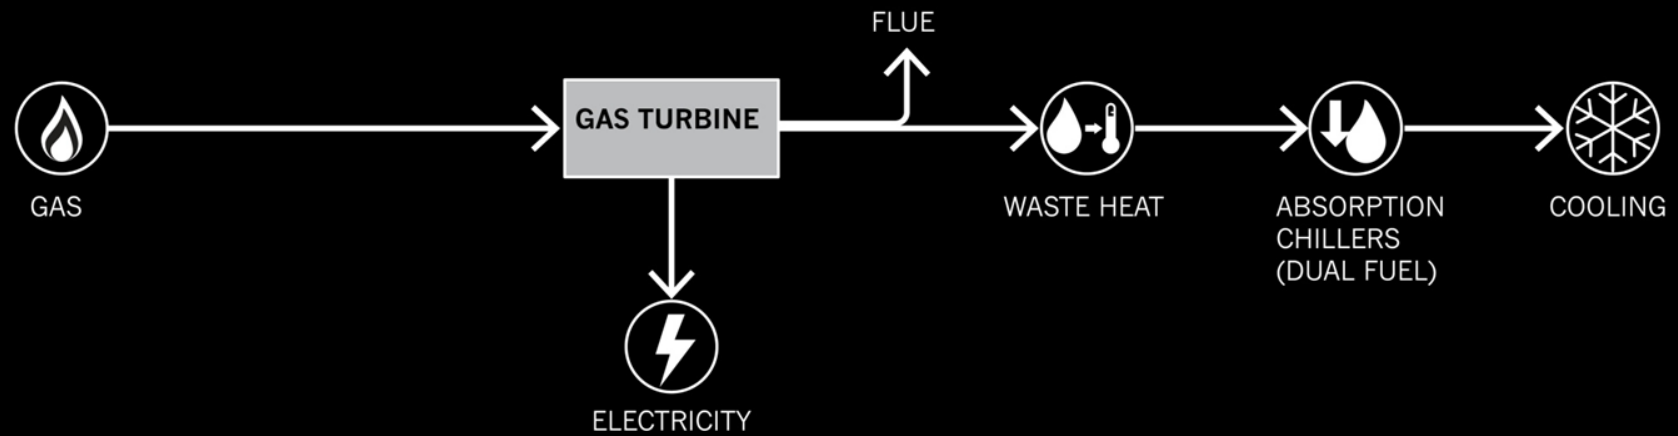 FLUE
GAS TURBINE
GAS
WASTE HEAT
ABSORPTION
CHILLERS
(DUAL FUEL)
COOLING
ELECTRICITY